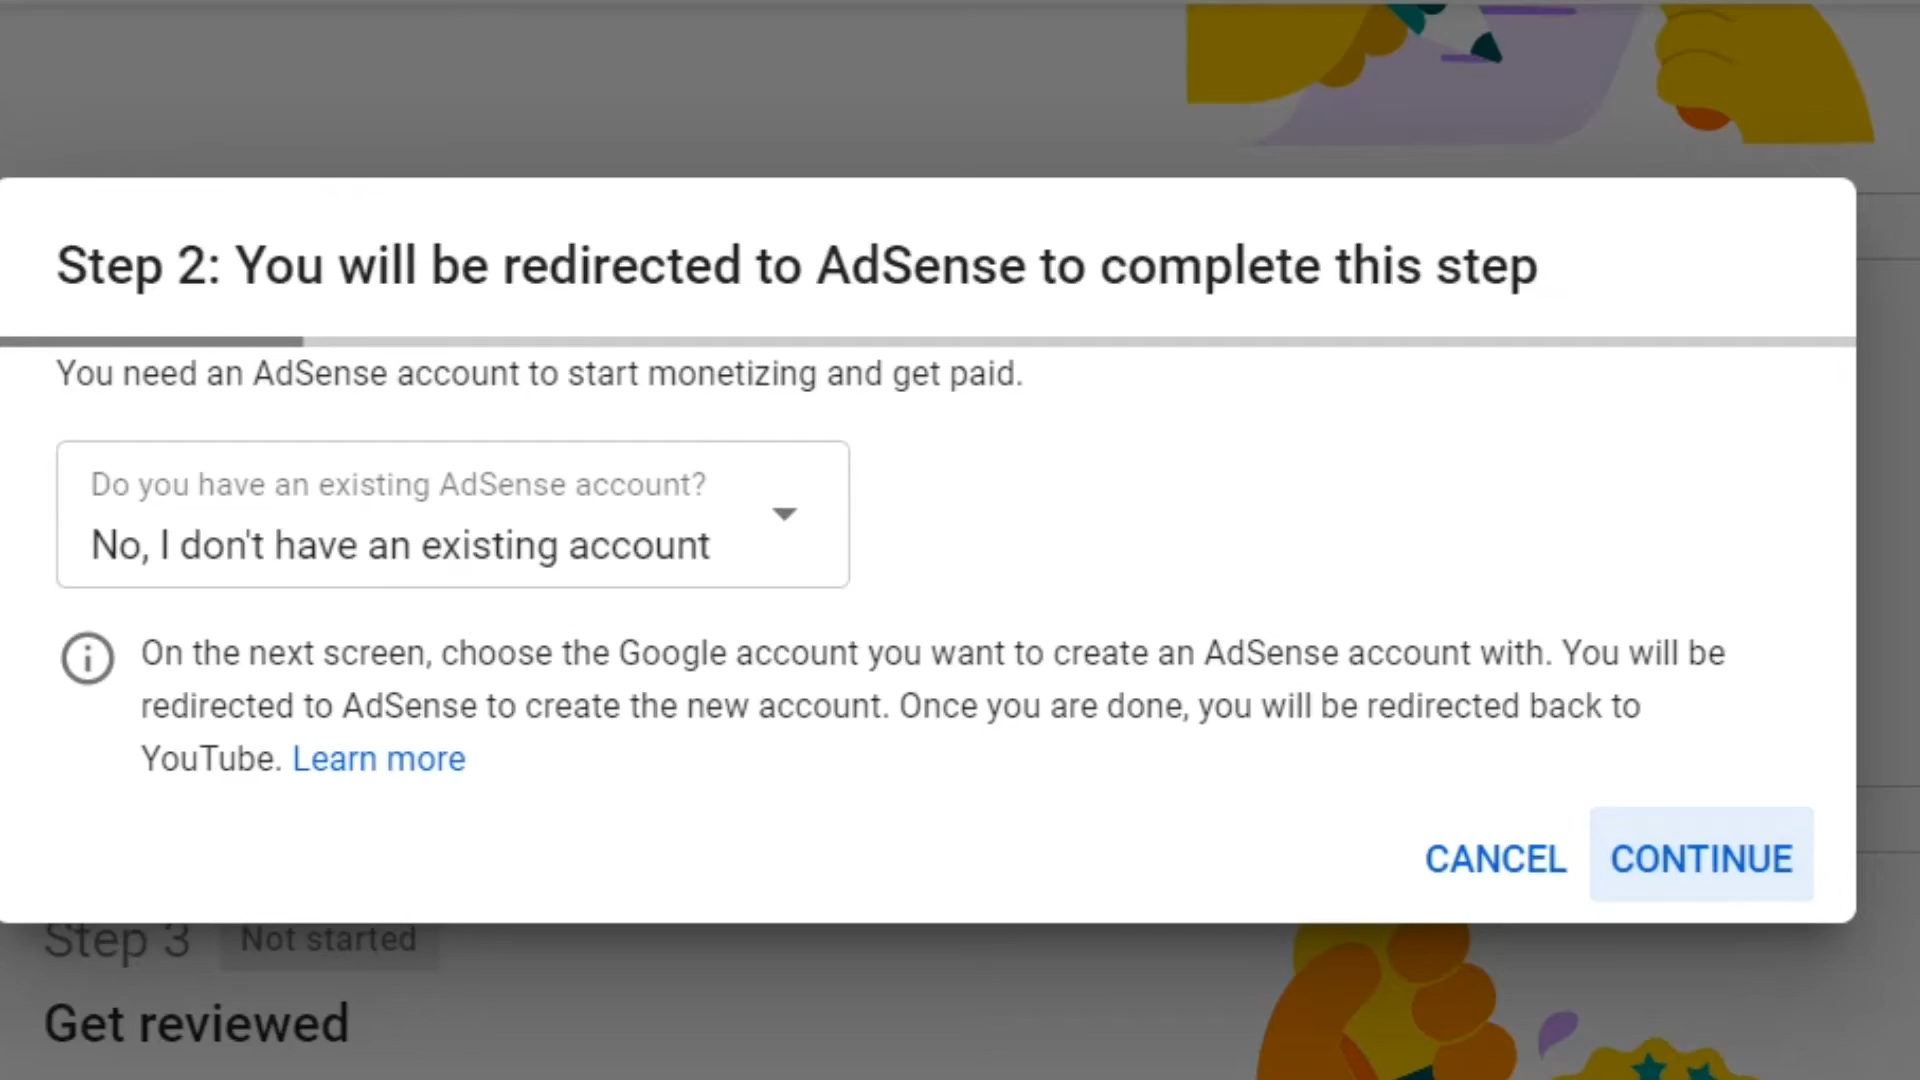 Step 2: You will be redirected to AdSense to complete this step
You need an AdSense account to start monetizing and get paid.
Do you have an existing AdSense account?
No, I don't have an existing account
On the next screen, choose the Google account you want to create an AdSense account with. You will be
redirected to AdSense to create the new account. Once you are done, you will be redirected back to
YouTube. Learn more
CANCEL CONTINUE
Step 3 Not started
Get reviewed